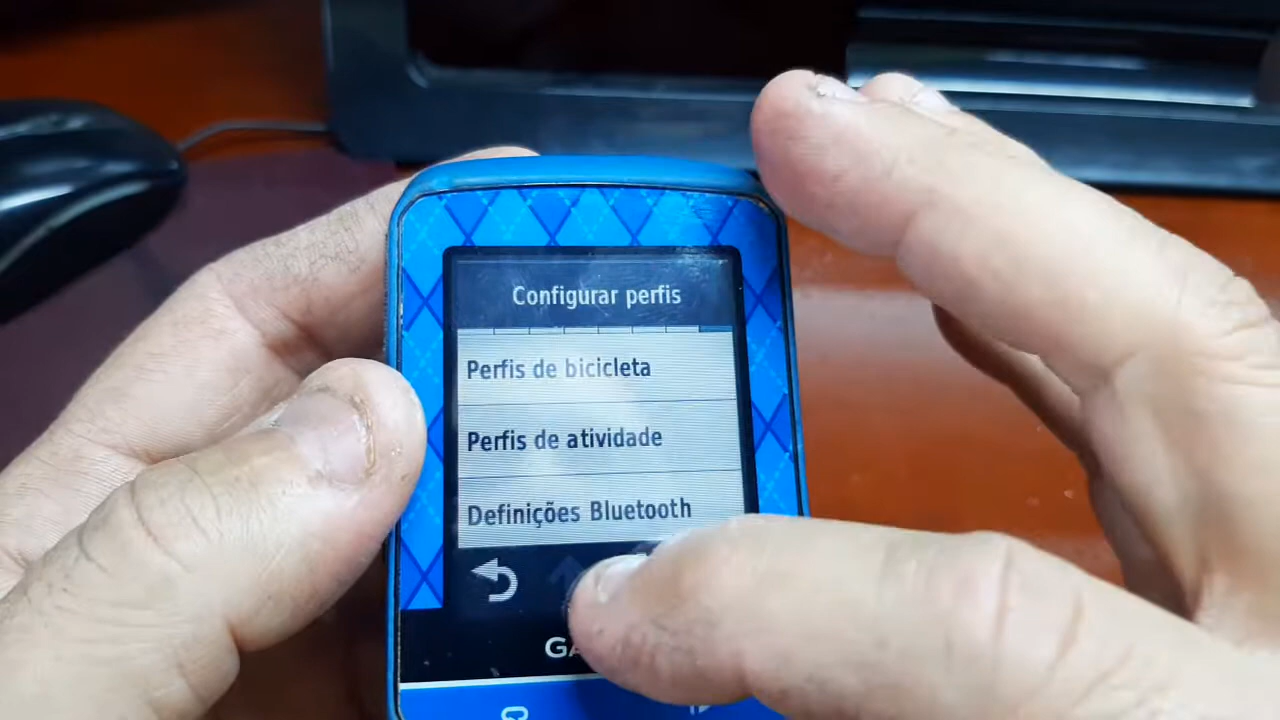 Configurar perfis
Perfis de bicicleta
Perfis de atividade
Definições Bluetooth